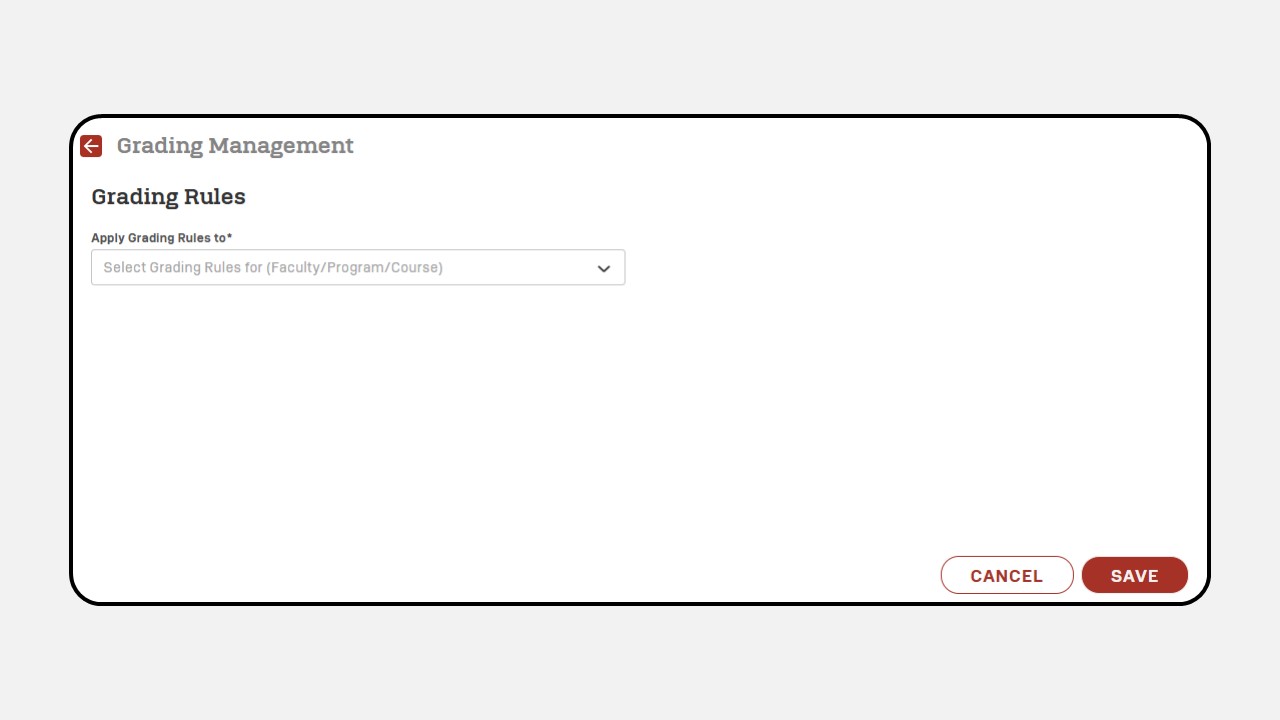 Grading Management
Grading Rules
Apply Grading Rules to*
Select Grading Rules for (Faculty/Program/Course)
CANCEL
SAVE